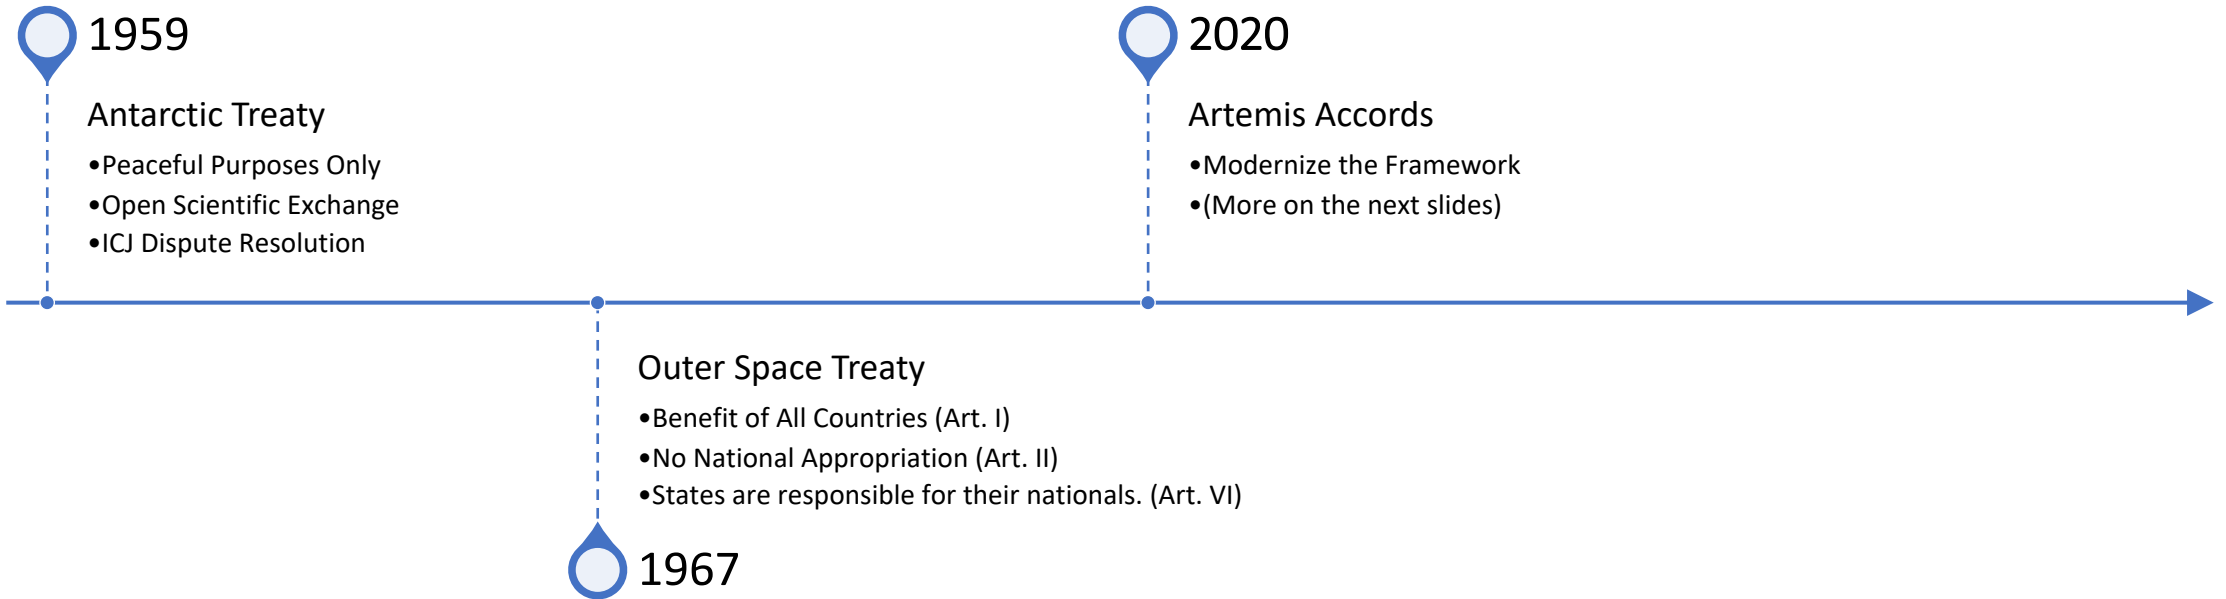 1959
Antarctic Treaty
•Peaceful Purposes Only
•Open Scientific Exchange
•ICJ Dispute Resolution
Outer Space Treaty
•Benefit of All Countries (Art. I)
•No National Appropriation (Art. II)
•States are responsible for their nationals. (Art. VI)
1967
2020
Artemis Accords
•Modernize the Framework
•(More on the next slides)